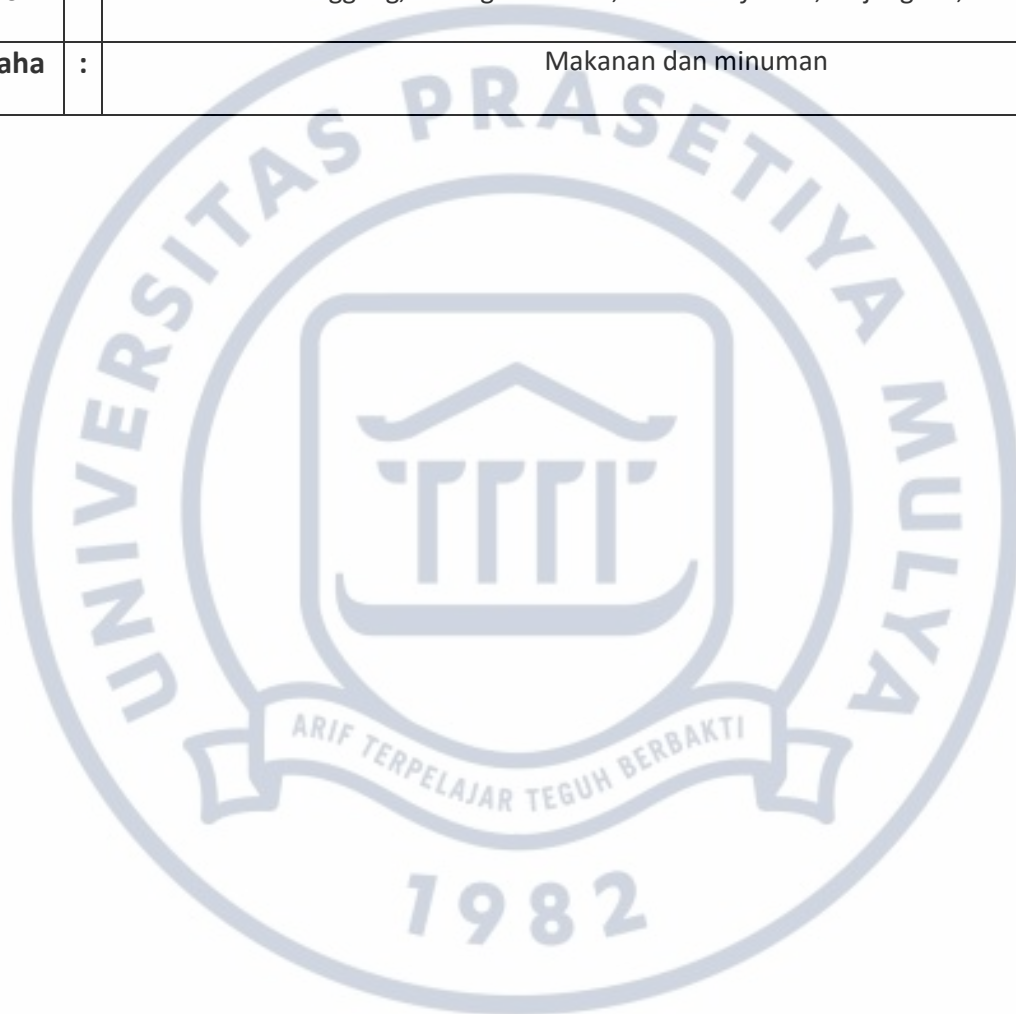 aha : Makanan dan minuman
UNIVERSITAS PRASETIYA MULYA
ARIF TERPELAJAR TEGUH BERBAKTI
1982